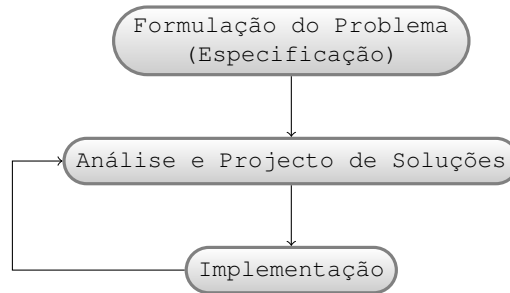 Formulação do Problema
(Especificação)
Análise e Projecto de Soluções
Implementação